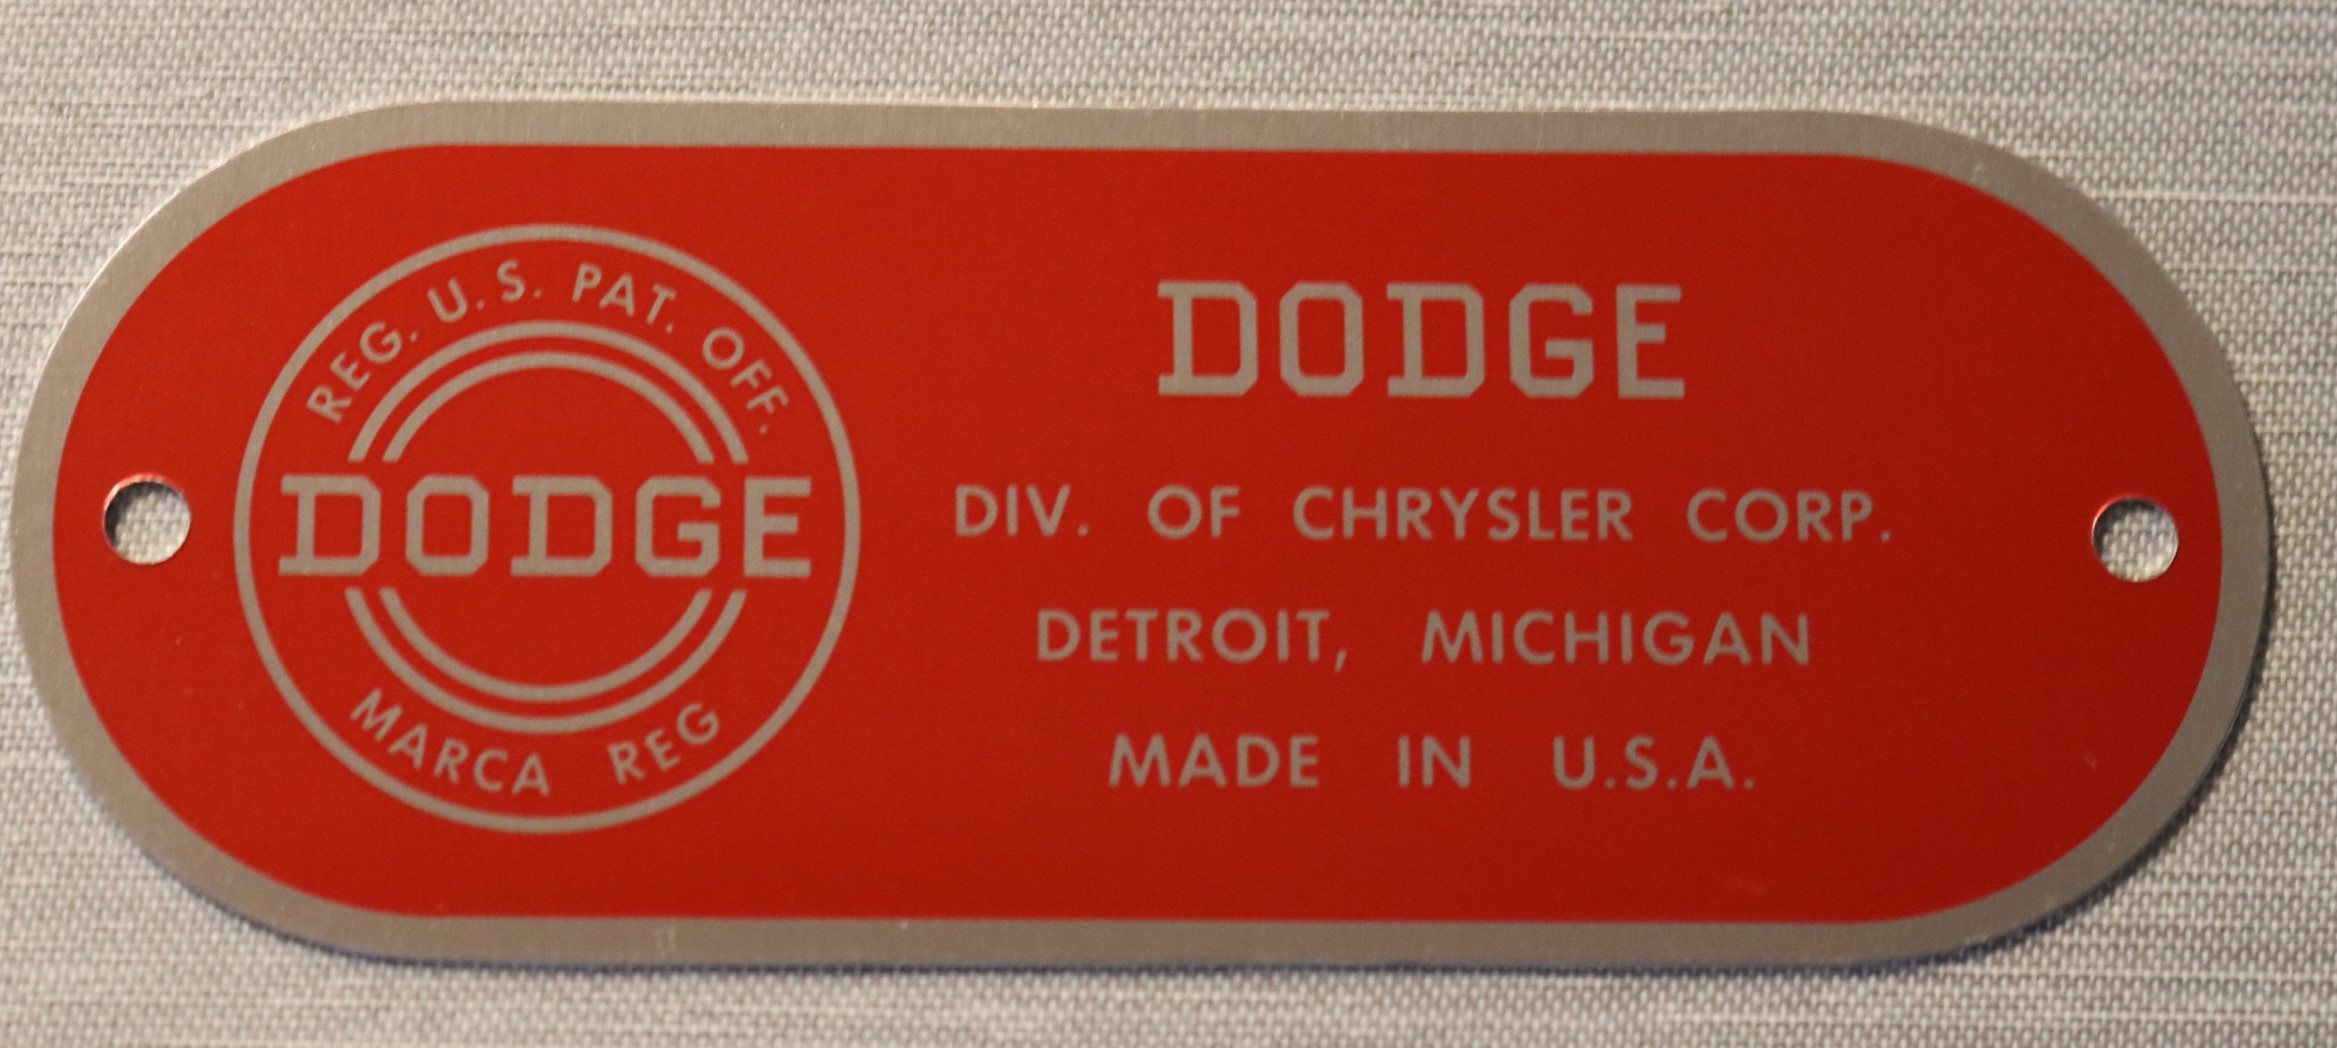 REG. U.S. PAT. OFF.
DODGE
MARCA REG
DODGE
DIV. OF CHRYSLER CORP.
DETROIT, MICHIGAN
MADE IN U.S.A.